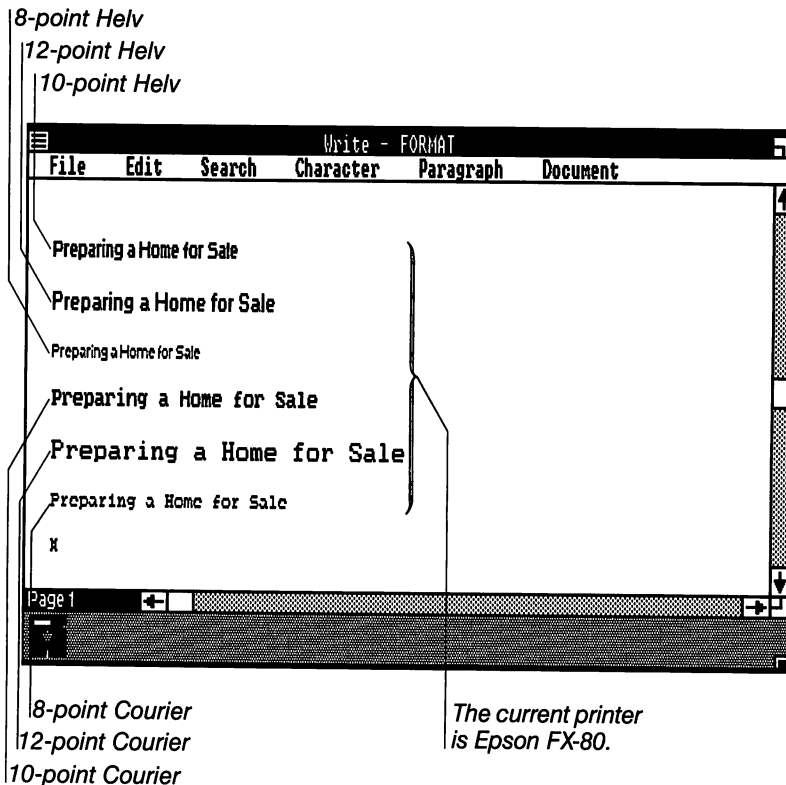 8-point Helv
12-point Helv
10-point Helv
Write - FORMAT
File Edit Search Character Paragraph Document
Preparing a Home for Sale
Preparing a Home for Sale
Preparing a Home for Sale
Preparing a Home for Sale
Preparing a Home for Sale
Preparing a Home for Sale
Page 1
8-point Courier
12-point Courier
10-point Courier
The current printer
is Epson FX-80.